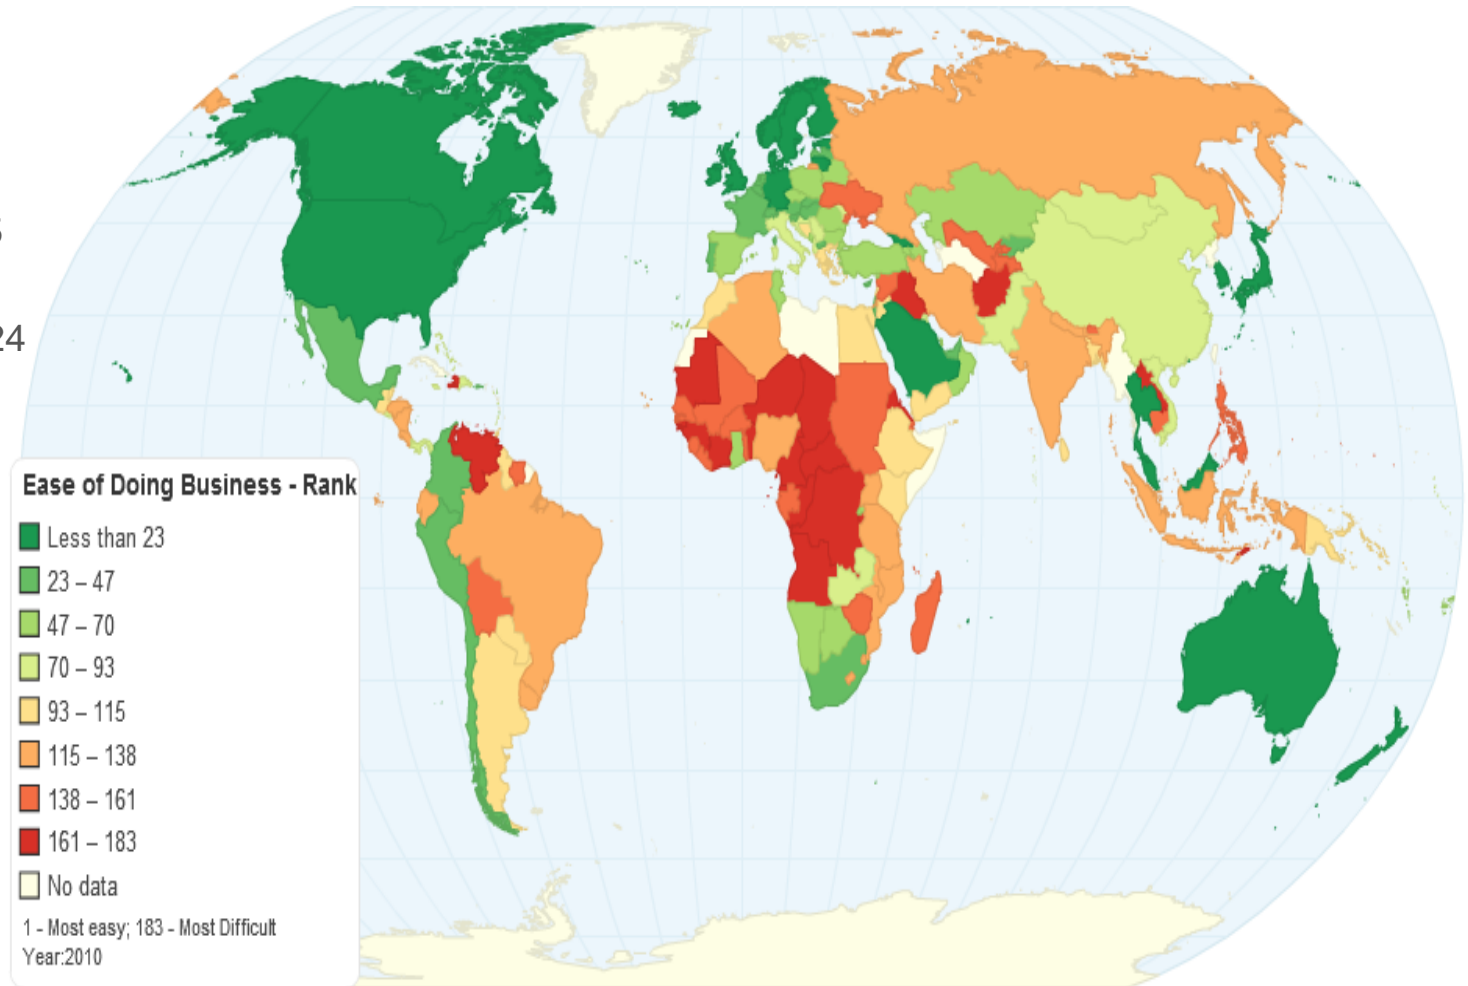 24
Ease of Doing Business - Rank
Less than 23
23 – 47
47 – 70
70 – 93
93 – 115
115 – 138
138 – 161
161 – 183
No data
1 - Most easy; 183 - Most Difficult
Year:2010